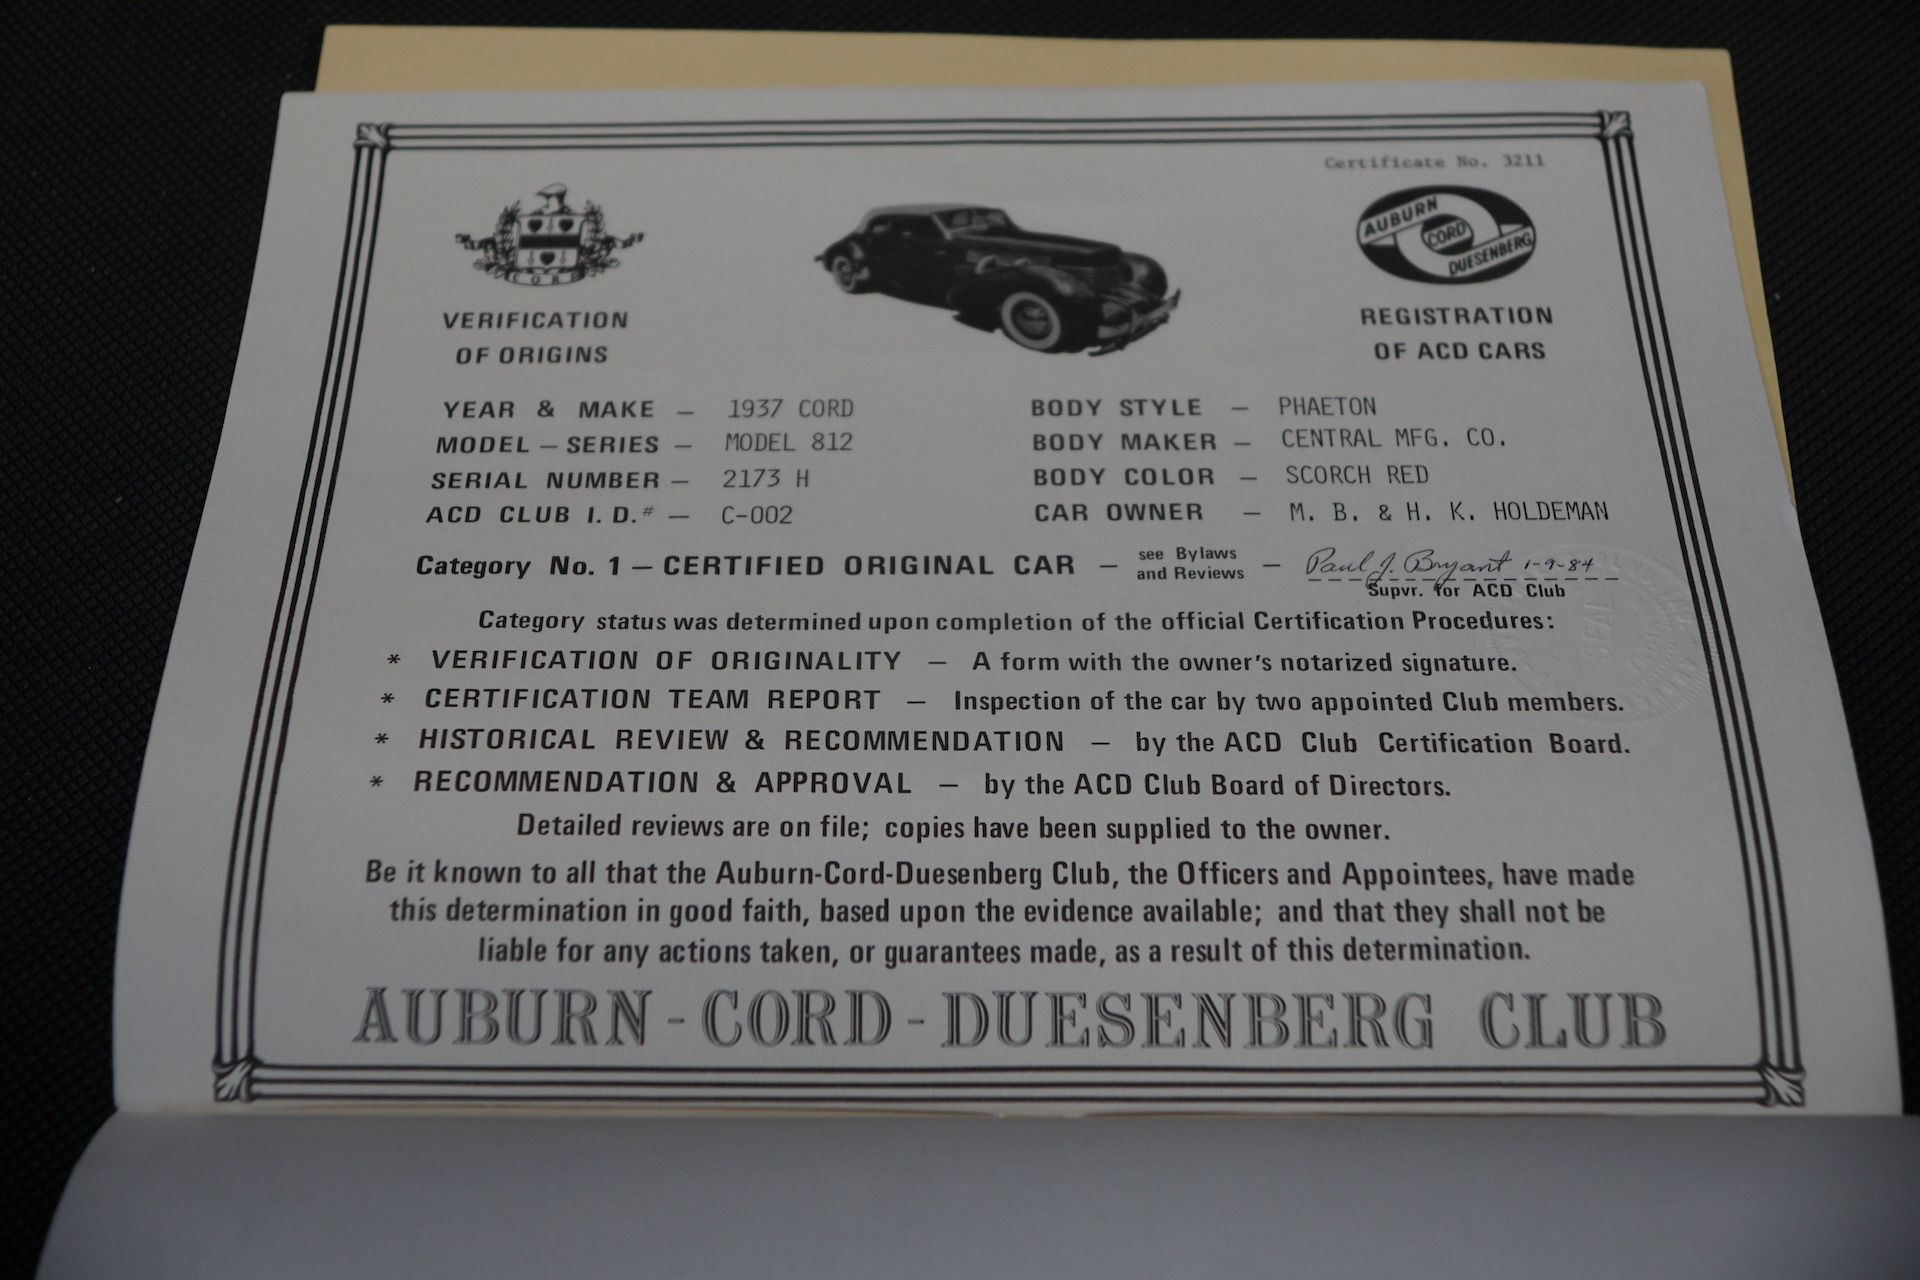 Certificate No. 3211
CORD
AUBURN
CORD
DUESENBERG
VERIFICATION
OF ORIGINS
REGISTRATION
OF ACD CARS
YEAR & MAKE — 1937 CORD
BODY STYLE — PHAETON
MODEL — SERIES — MODEL 812
BODY MAKER — CENTRAL MFG. CO.
SERIAL NUMBER — 2173 H
BODY COLOR — SCORCH RED
ACD CLUB I. D.# — C-002
CAR OWNER — M. B. & H. K. HOLDEMAN
Category No. 1 — CERTIFIED ORIGINAL CAR — see Bylaws and Reviews — Paul J. Bryant 1-9-84
Supvr. for ACD Club
Category status was determined upon completion of the official Certification Procedures:
* VERIFICATION OF ORIGINALITY — A form with the owner's notarized signature.
* CERTIFICATION TEAM REPORT — Inspection of the car by two appointed Club members.
* HISTORICAL REVIEW & RECOMMENDATION — by the ACD Club Certification Board.
* RECOMMENDATION & APPROVAL — by the ACD Club Board of Directors.
Detailed reviews are on file; copies have been supplied to the owner.
Be it known to all that the Auburn-Cord-Duesenberg Club, the Officers and Appointees, have made
this determination in good faith, based upon the evidence available; and that they shall not be
liable for any actions taken, or guarantees made, as a result of this determination.
AUBURN - CORD - DUESENBERG CLUB
SEAL